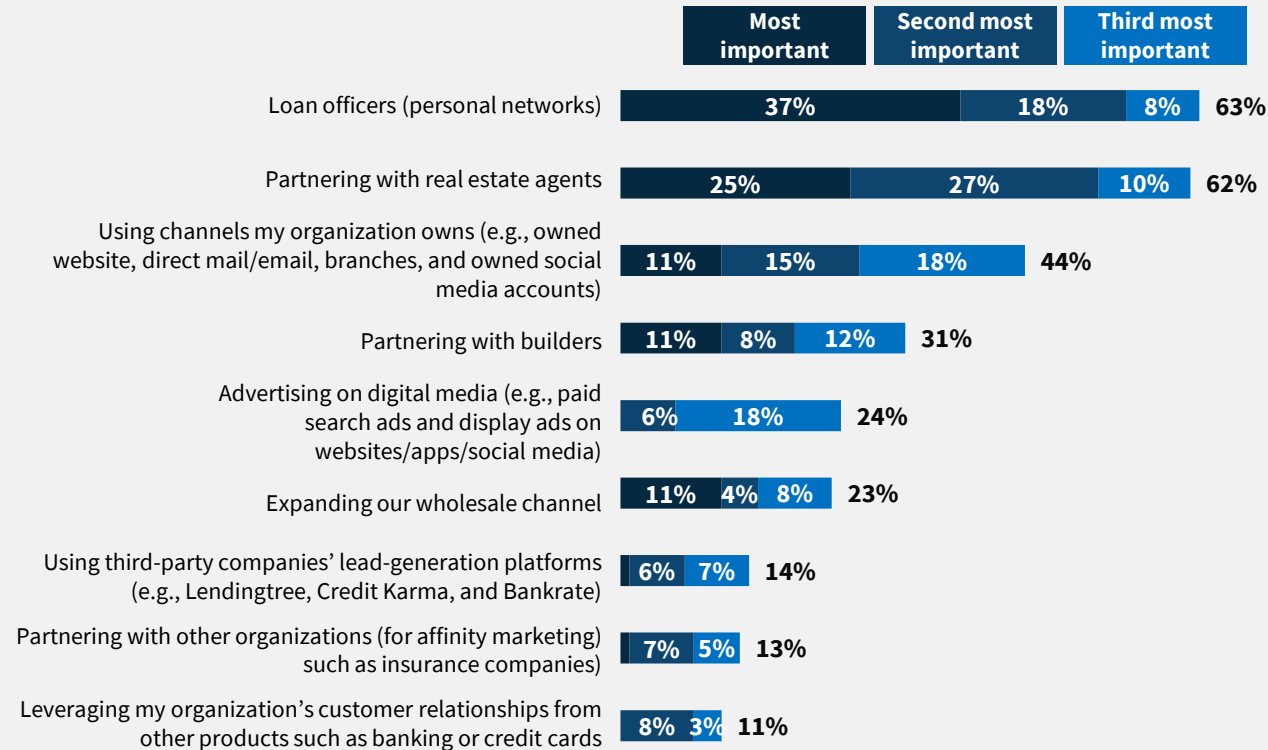 Most important
Second most important
Third most important
Loan officers (personal networks)
37% 18% 8% 63%
Partnering with real estate agents
25% 27% 10% 62%
Using channels my organization owns (e.g., owned
website, direct mail/email, branches, and owned social
media accounts)
11% 15% 18% 44%
Partnering with builders
11% 8% 12% 31%
Advertising on digital media (e.g., paid
search ads and display ads on
websites/apps/social media)
6% 18% 24%
Expanding our wholesale channel
11% 4% 8% 23%
Using third-party companies’ lead-generation platforms
(e.g., Lendingtree, Credit Karma, and Bankrate)
6% 7% 14%
Partnering with other organizations (for affinity marketing)
such as insurance companies)
7% 5% 13%
Leveraging my organization’s customer relationships from
other products such as banking or credit cards
8% 3% 11%